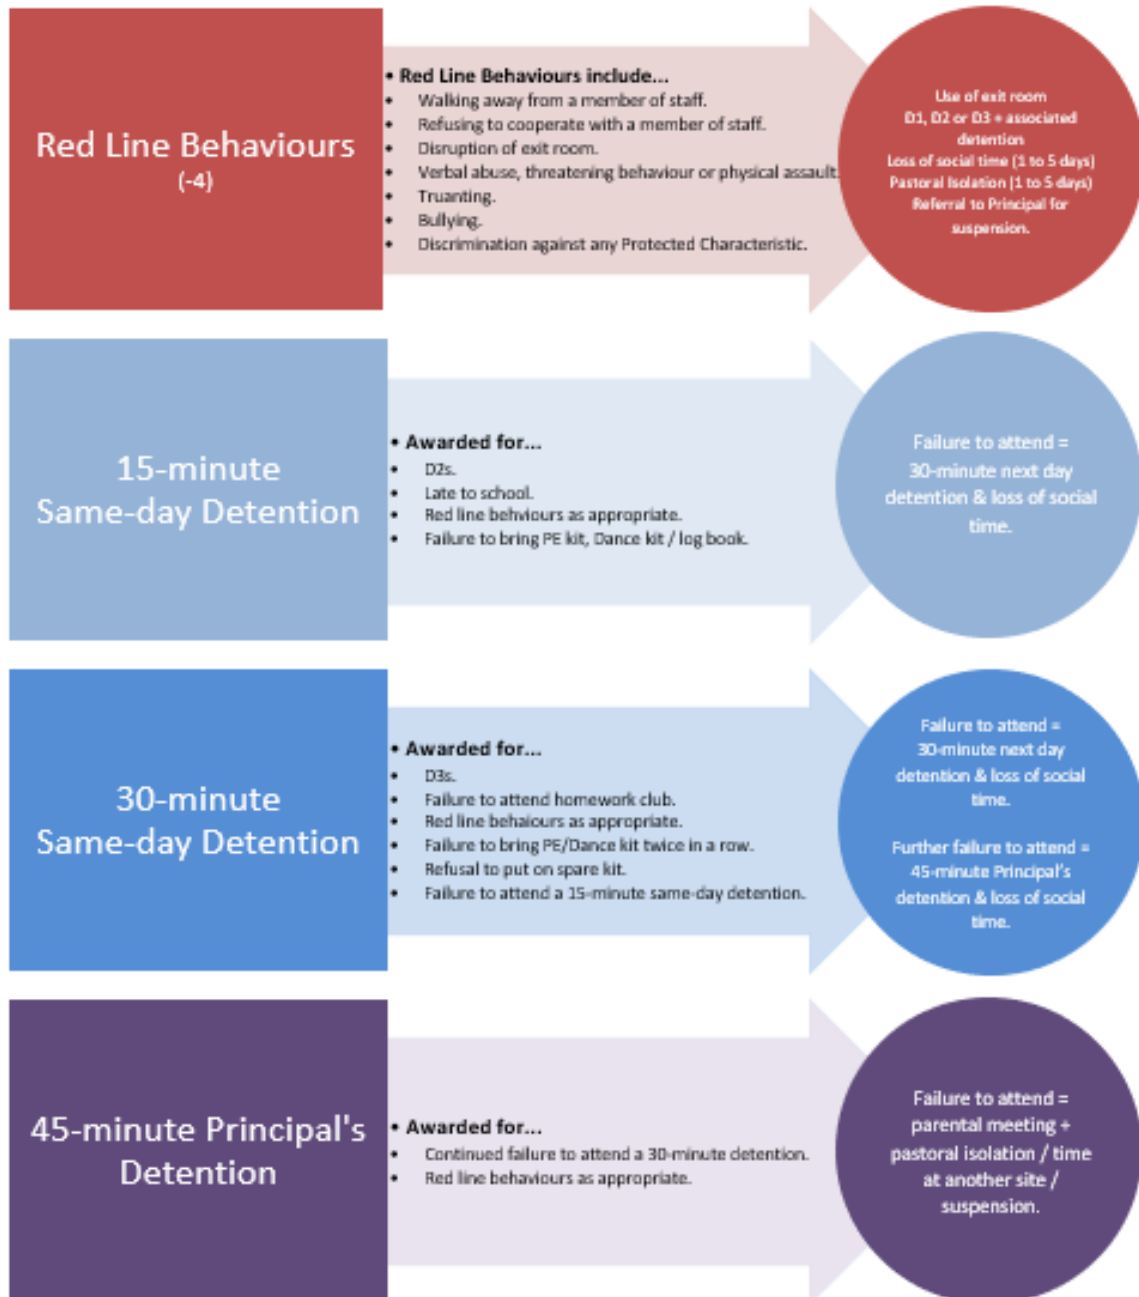 Red Line Behaviours
(-4)
• Red Line Behaviours include...
• Walking away from a member of staff.
• Refusing to cooperate with a member of staff.
• Disruption of exit room.
• Verbal abuse, threatening behaviour or physical assault.
• Truanting.
• Bullying.
• Discrimination against any Protected Characteristic.
Use of exit room
D1, D2 or D3 + associated
detention
Loss of social time (1 to 5 days)
Pastoral Isolation (1 to 5 days)
Referral to Principal for
suspension.
15-minute
Same-day Detention
• Awarded for...
• D2s.
• Late to school.
• Red line behviours as appropriate.
• Failure to bring PE kit, Dance kit / log book.
Failure to attend =
30-minute next day
detention & loss of social
time.
30-minute
Same-day Detention
• Awarded for...
• D3s.
• Failure to attend homework club.
• Red line behaiours as appropriate.
• Failure to bring PE/Dance kit twice in a row.
• Refusal to put on spare kit.
• Failure to attend a 15-minute same-day detention.
Failure to attend =
30-minute next day
detention & loss of social
time.
Further failure to attend =
45-minute Principal's
detention & loss of social
time.
45-minute Principal's
Detention
• Awarded for...
• Continued failure to attend a 30-minute detention.
• Red line behaviours as appropriate.
Failure to attend =
parental meeting +
pastoral isolation / time
at another site /
suspension.